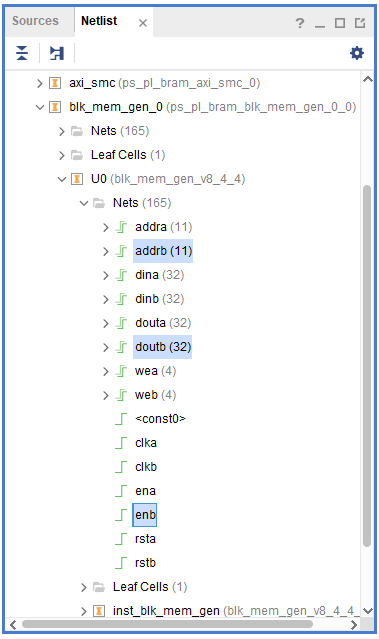 Sources Netlist × ? _ □
axi_smc (ps_pl_bram_axi_smc_0)
blk_mem_gen_0 (ps_pl_bram_blk_mem_gen_0_0)
Nets (165)
Leaf Cells (1)
U0 (blk_mem_gen_v8_4_4)
Nets (165)
addra (11)
addrb (11)
dina (32)
dinb (32)
douta (32)
doutb (32)
wea (4)
web (4)
<const0>
clka
clkb
ena
enb
rsta
rstb
Leaf Cells (1)
inst_blk_mem_gen (blk_mem_gen_v8_4_4_